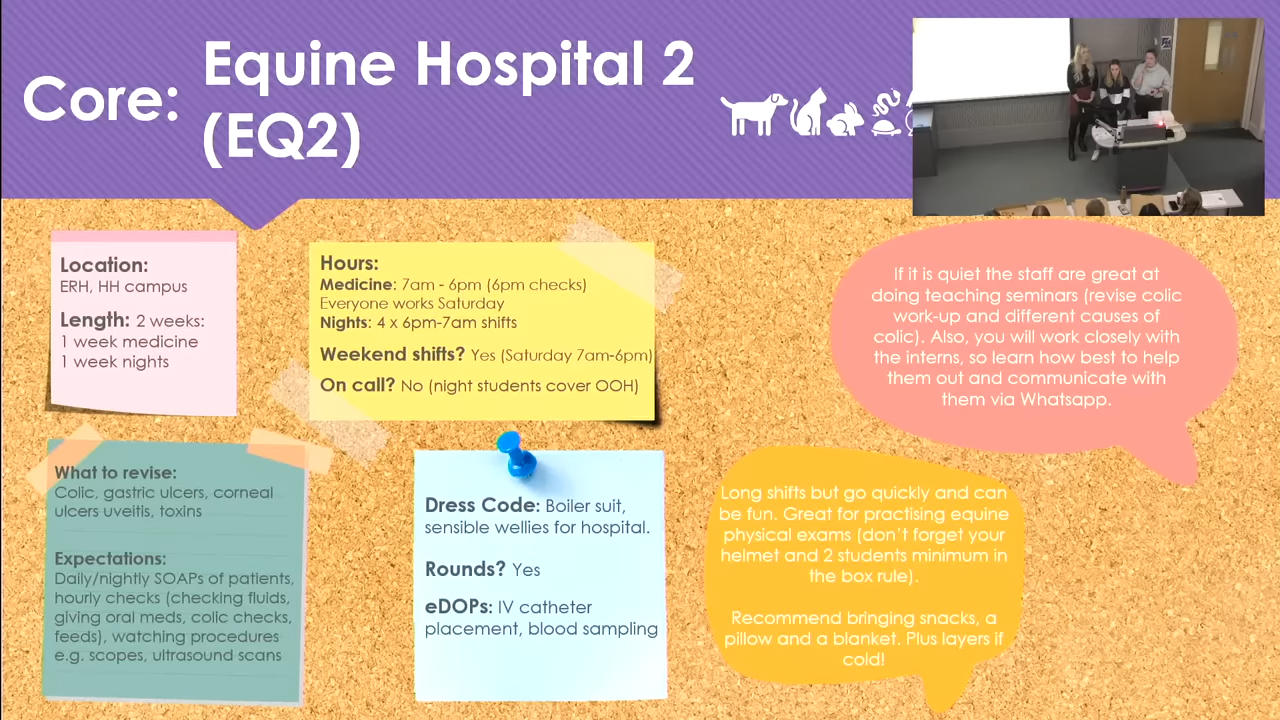 Core:
Equine Hospital 2
(EQ2)
Location:
ERH, HH campus
Length: 2 weeks:
1 week medicine
1 week nights
Hours:
Medicine: 7am - 6pm (6pm checks)
Everyone works Saturday
Nights: 4 x 6pm-7am shifts
Weekend shifts? Yes (Saturday 7am-6pm)
On call? No (night students cover OOH)
If it is quiet the staff are great at
doing teaching seminars (revise colic
work-up and different causes of
colic). Also, you will work closely with
the interns, so learn how best to help
them out and communicate with
them via Whatsapp.
What to revise:
Colic, gastric ulcers, corneal
ulcers uveitis, toxins
Expectations:
Daily/nightly SOAPs of patients,
hourly checks (checking fluids,
giving oral meds, colic checks,
feeds), watching procedures
e.g. scopes, ultrasound scans
Dress Code: Boiler suit,
sensible wellies for hospital.
Rounds? Yes
eDOPs: IV catheter
placement, blood sampling
Long shifts but go quickly and can
be fun. Great for practising equine
physical exams (don't forget your
helmet and 2 students minimum in
the box rule).
Recommend bringing snacks, a
pillow and a blanket. Plus layers if
cold!